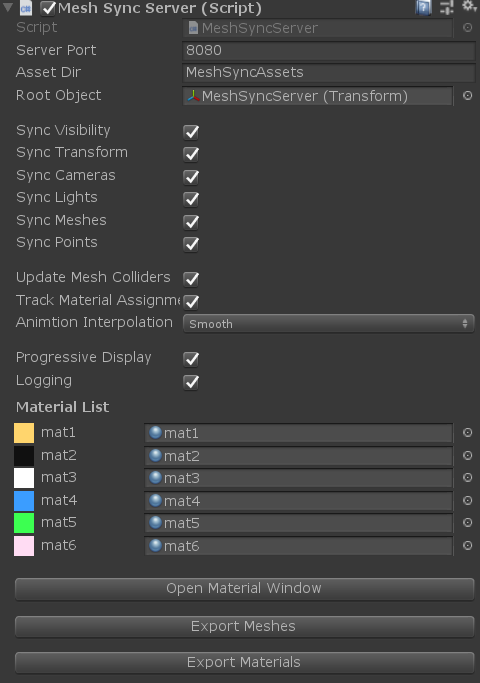 Mesh Sync Server (Script)
Script MeshSyncServer
Server Port 8080
Asset Dir MeshSyncAssets
Root Object MeshSyncServer (Transform)
Sync Visibility
Sync Transform
Sync Cameras
Sync Lights
Sync Meshes
Sync Points
Update Mesh Colliders
Track Material Assignme
Animtion Interpolation Smooth
Progressive Display
Logging
Material List
mat1 mat1
mat2 mat2
mat3 mat3
mat4 mat4
mat5 mat5
mat6 mat6
Open Material Window
Export Meshes
Export Materials